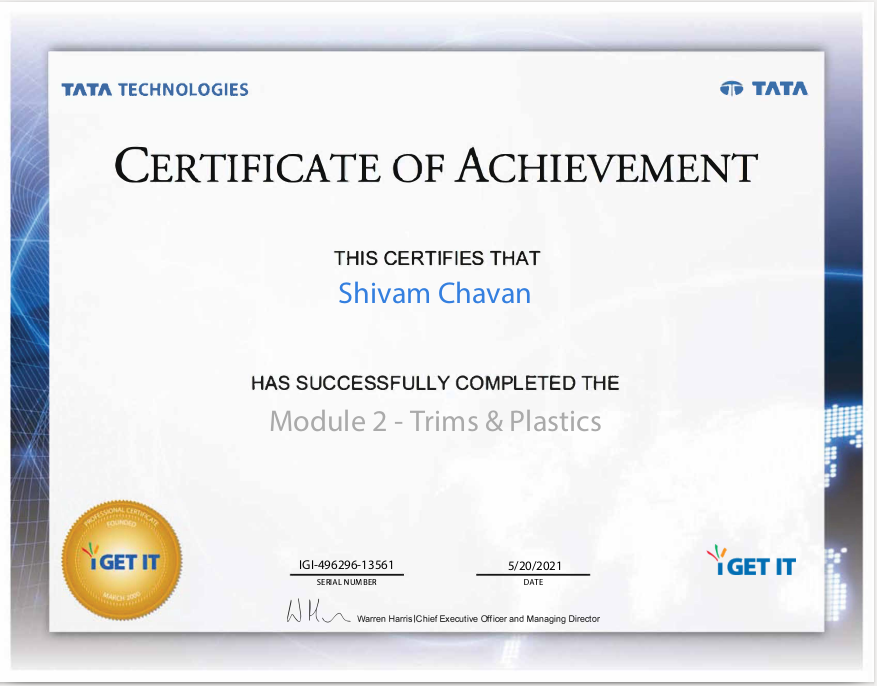 TATA TECHNOLOGIES
TATA
CERTIFICATE OF ACHIEVEMENT
THIS CERTIFIES THAT
Shivam Chavan
HAS SUCCESSFULLY COMPLETED THE
Module 2 - Trims & Plastics
PROFESSIONAL CERTIFICATE
FOUNDED
iGET IT
MARCH 2000
IGI-496296-13561
SERIAL NUMBER
5/20/2021
DATE
iGET IT
Warren Harris|Chief Executive Officer and Managing Director